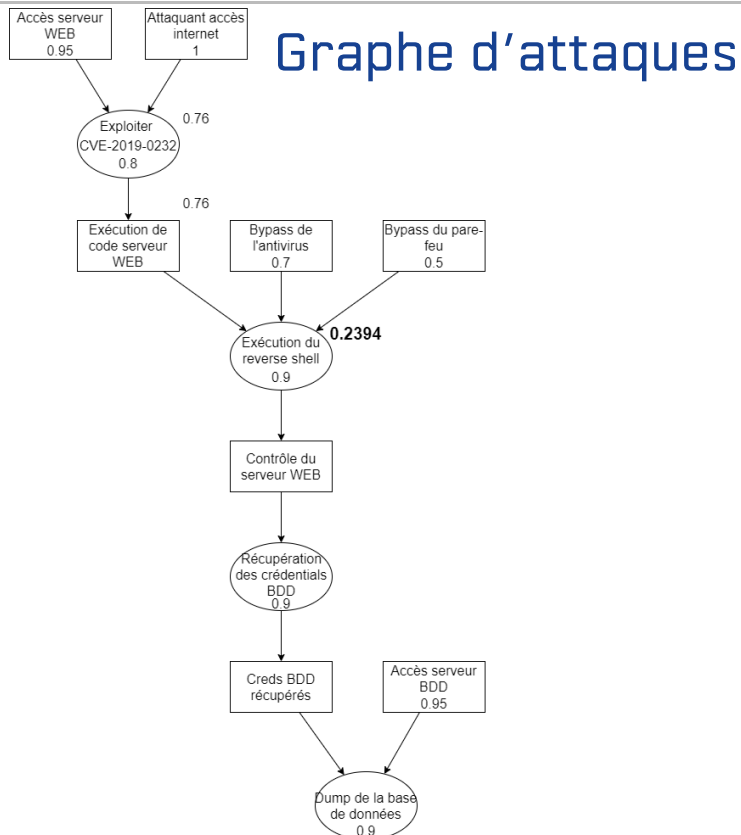 Graphe d'attaques
Accès serveur
WEB
0.95
Attaquant accès
internet
1
0.76
Exploiter
CVE-2019-0232
0.8
0.76
Exécution de
code serveur
WEB
Bypass de
l'antivirus
0.7
Bypass du pare-
feu
0.5
0.2394
Exécution du
reverse shell
0.9
Contrôle du
serveur WEB
Récupération
des crédentials
BDD
0.9
Creds BDD
récupérés
Accès serveur
BDD
0.95
Dump de la base
de données
0.9